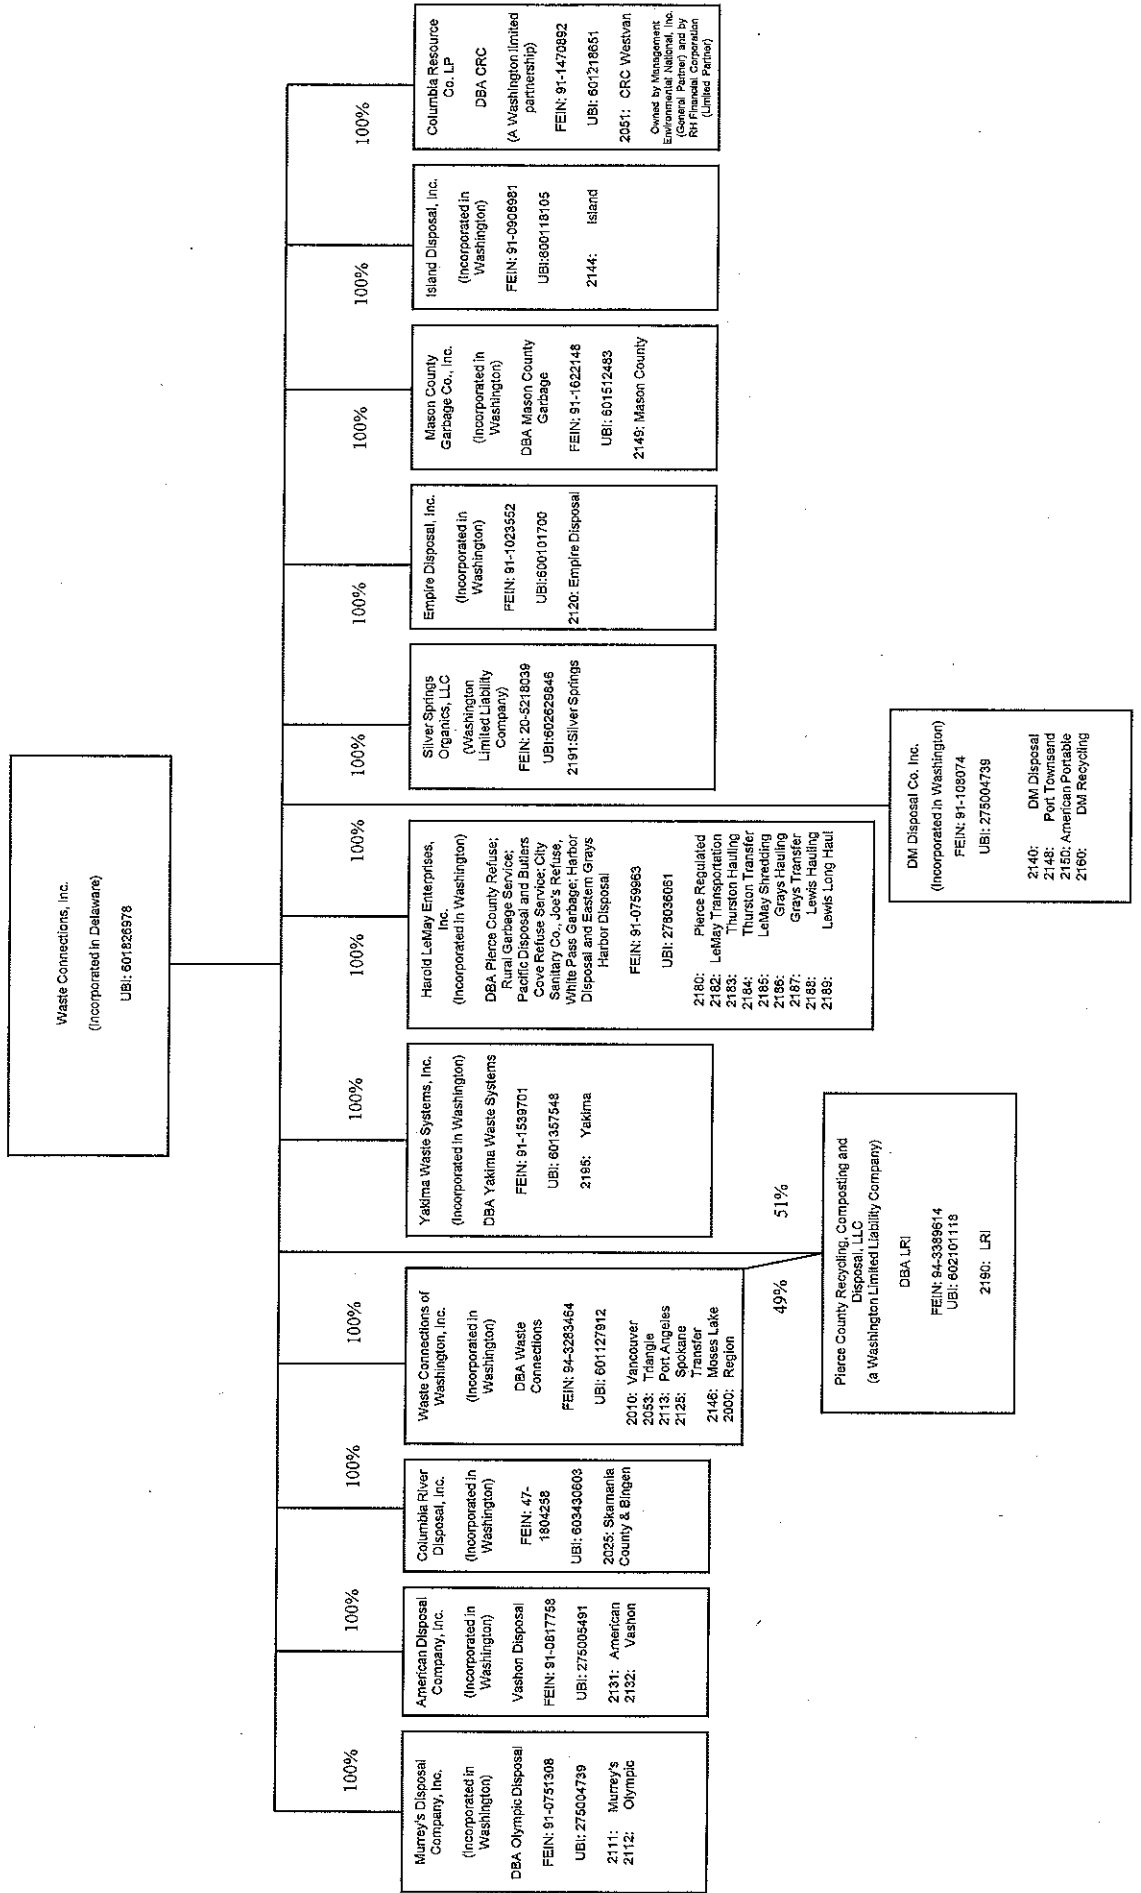 Waste Connections, Inc.
(Incorporated in Delaware)
UBI: 601826978
100%
100%
100%
100%
100%
100%
100%
100%
100%
100%
100%
100%
Murrey's Disposal
Company, Inc.
(Incorporated in
Washington)
DBA Olympic Disposal
FEIN: 91-0751308
UBI: 275004739
2111: Murrey's
2112: Olympic
American Disposal
Company, Inc.
(Incorporated in
Washington)
Vashon Disposal
FEIN: 91-0817758
UBI: 275005491
2131: American
2132: Vashon
Columbia River
Disposal, Inc.
(Incorporated in
Washington)
FEIN: 47-
1804258
UBI: 603430603
2025: Skamania
County & Bingen
Waste Connections of
Washington, Inc.
(Incorporated in
Washington)
DBA Waste
Connections
FEIN: 94-3283464
UBI: 601127912
2010: Vancouver
2053: Triangle
2113: Port Angeles
2125: Spokane
Transfer
2146: Moses Lake
2000: Region
Yakima Waste Systems, Inc.
(Incorporated in Washington)
DBA Yakima Waste Systems
FEIN: 91-1539701
UBI: 601357548
2195: Yakima
Harold LeMay Enterprises,
Inc.
(Incorporated in Washington)
DBA Pierce County Refuse;
Rural Garbage Service;
Pacific Disposal and Butlers
Cove Refuse Service; City
Sanitary Co., Joe's Refuse,
White Pass Garbage; Harbor
Disposal and Eastern Grays
Harbor Disposal
FEIN: 91-0759963
UBI: 278036061
2180: Pierce Regulated
2182: LeMay Transportation
2183: Thurston Hauling
2184: Thurston Transfer
2185: LeMay Shredding
2186: Grays Hauling
2187: Grays Transfer
2188: Lewis Hauling
2189: Lewis Long Haul
Silver Springs
Organics, LLC
(Washington
Limited Liability
Company)
FEIN: 20-5218039
UBI:602629846
2191:Silver Springs
Empire Disposal, Inc.
(Incorporated in
Washington)
FEIN: 91-1023552
UBI:600101700
2120: Empire Disposal
Mason County
Garbage Co., Inc.
(Incorporated in
Washington)
DBA Mason County
Garbage
FEIN: 91-1622148
UBI: 601512483
2149: Mason County
Island Disposal, Inc.
(Incorporated in
Washington)
FEIN: 91-0906981
UBI:600118105
2144: Island
Columbia Resource
Co. LP
DBA CRC
(A Washington limited
partnership)
FEIN: 91-1470892
UBI: 601218651
2051: CRC Westvan
Owned by Management
Environmental National, Inc.
(General Partner) and by
RH Financial Corporation
(Limited Partner)
49%
51%
Pierce County Recycling, Composting and
Disposal, LLC
(a Washington Limited Liability Company)
DBA LRI
FEIN: 94-3389614
UBI: 602101118
2190: LRI
DM Disposal Co. Inc.
(Incorporated in Washington)
FEIN: 91-108074
UBI: 275004739
2140: DM Disposal
2148: Port Townsend
2150: American Portable
2160: DM Recycling